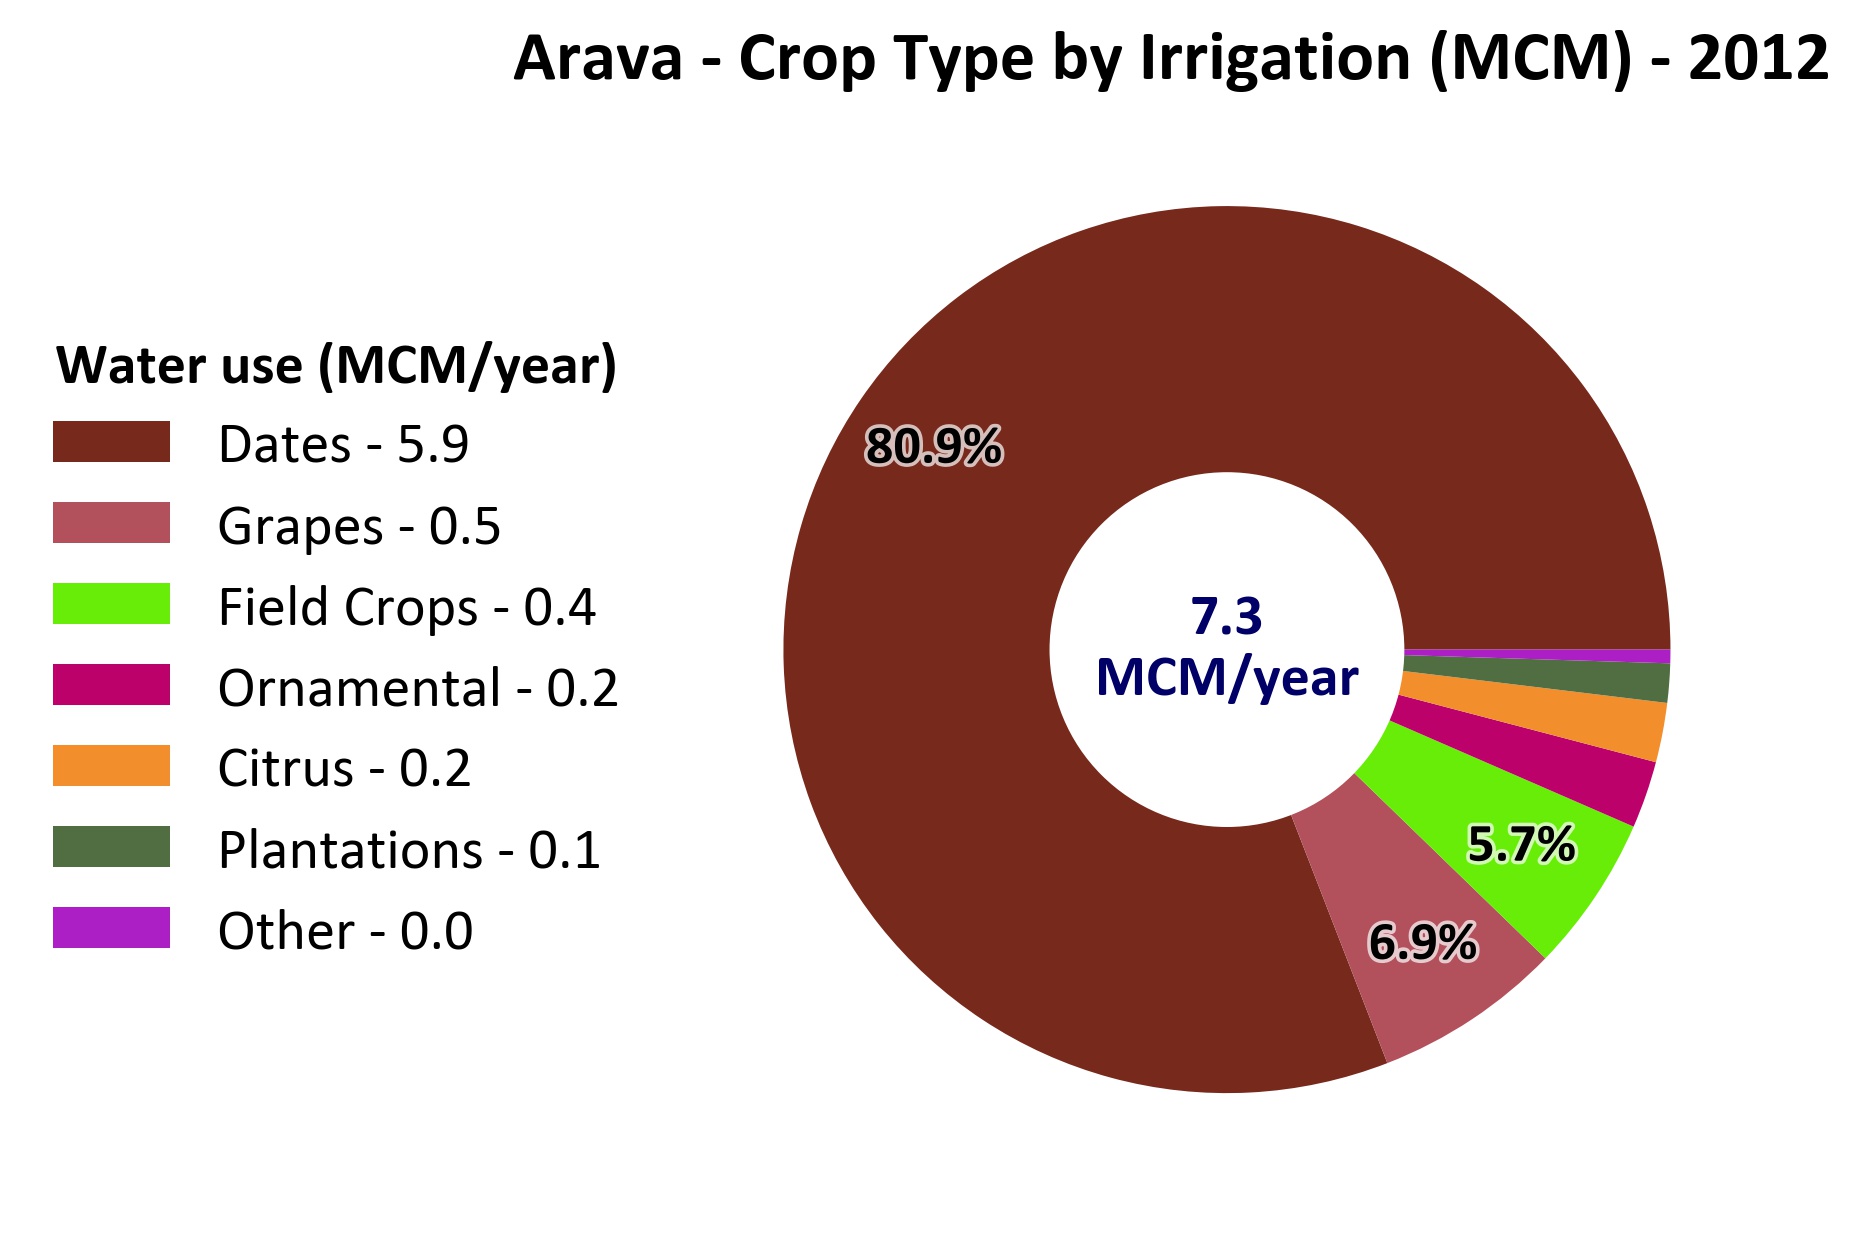 Arava - Crop Type by Irrigation (MCM) - 2012
Water use (MCM/year)
Dates - 5.9
Grapes - 0.5
Field Crops - 0.4
Ornamental - 0.2
Citrus - 0.2
Plantations - 0.1
Other - 0.0
80.9%
7.3
MCM/year
5.7%
6.9%